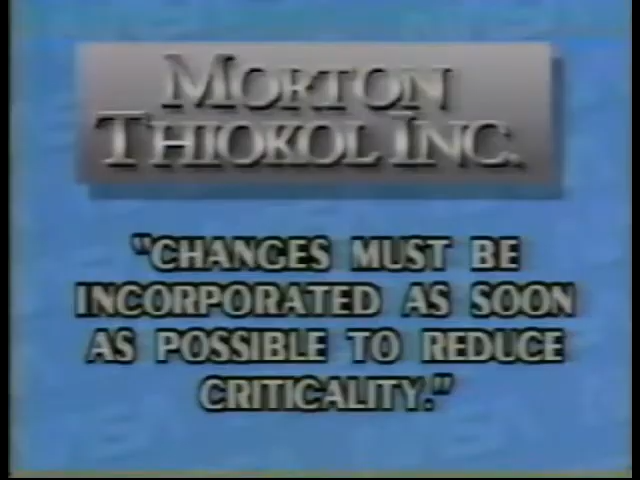 MORTON
THIOKOL INC.
"CHANGES MUST BE
INCORPORATED AS SOON
AS POSSIBLE TO REDUCE
CRITICALITY."